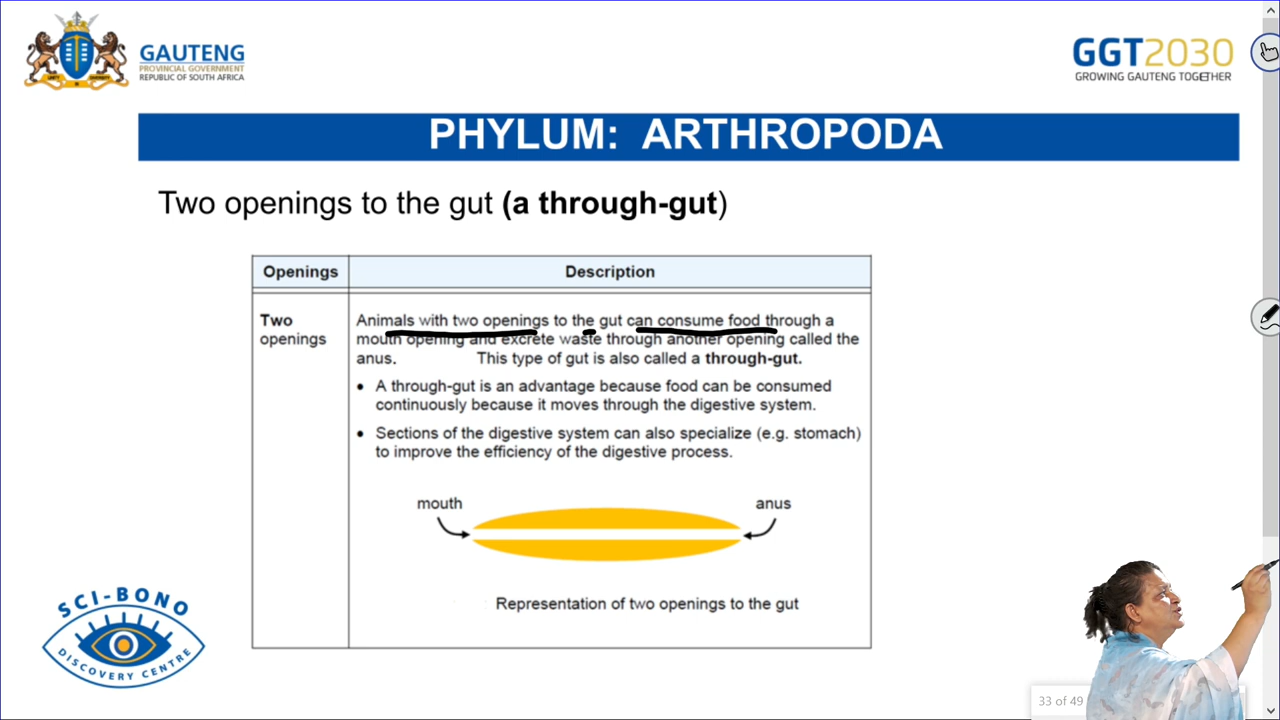 GAUTENG
PROVINCIAL GOVERNMENT
REPUBLIC OF SOUTH AFRICA
UNITY IN DIVERSITY
GGT2030
GROWING GAUTENG TOGETHER
PHYLUM: ARTHROPODA
Two openings to the gut (a through-gut)
Openings
Description
Two
openings
Animals with two openings to the gut can consume food through a
mouth opening and excrete waste through another opening called the
anus. This type of gut is also called a through-gut.
• A through-gut is an advantage because food can be consumed
continuously because it moves through the digestive system.
• Sections of the digestive system can also specialize (e.g. stomach)
to improve the efficiency of the digestive process.
mouth
anus
Representation of two openings to the gut
SCI-BONO
DISCOVERY CENTRE
33 of 49